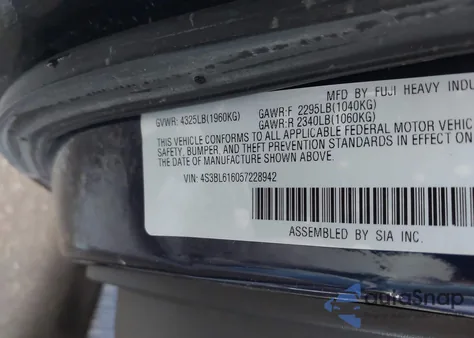 MFD BY FUJI HEAVY INDU
GVWR: 4325LB(1960KG) GAWR:F 2295LB(1040KG)
GAWR:R 2340LB(1060KG)
THIS VEHICLE CONFORMS TO ALL APPLICABLE FEDERAL MOTOR VEHIC
SAFETY, BUMPER, AND THEFT PREVENTION STANDARDS IN EFFECT ON
THE DATE OF MANUFACTURE SHOWN ABOVE.
VIN: 4S3BL616057228942
ASSEMBLED BY SIA INC.
autoSnap